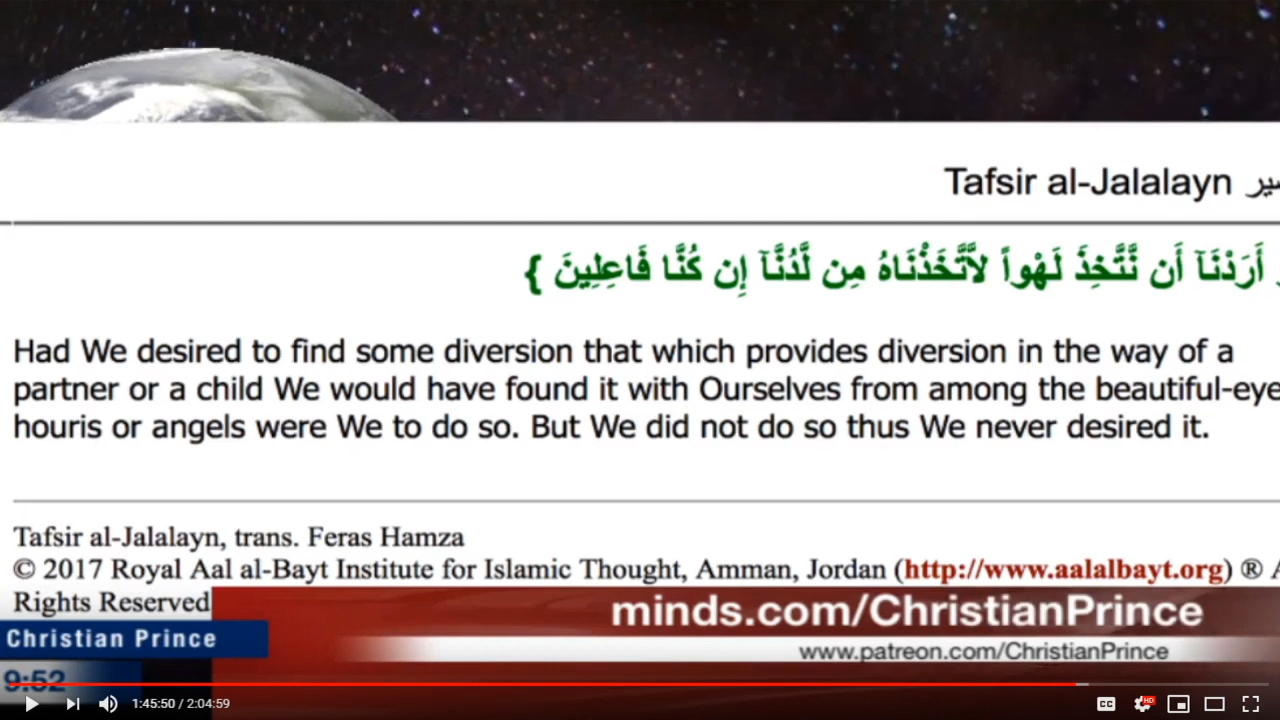 Tafsir al-Jalalayn
أَرَدْنَآ أَن نَّتَّخِذَ لَهْواً لاَّتَّخَذْنَاهُ مِن لَّدُنَّآ إِن كُنَّا فَاعِلِينَ }
Had We desired to find some diversion that which provides diversion in the way of a
partner or a child We would have found it with Ourselves from among the beautiful-eye
houris or angels were We to do so. But We did not do so thus We never desired it.
Tafsir al-Jalalayn, trans. Feras Hamza
© 2017 Royal Aal al-Bayt Institute for Islamic Thought, Amman, Jordan (http://www.aalalbayt.org) ®
Rights Reserved
minds.com/ChristianPrince
Christian Prince
www.patreon.com/ChristianPrince
9:52
1:45:50 / 2:04:59
CC
HD